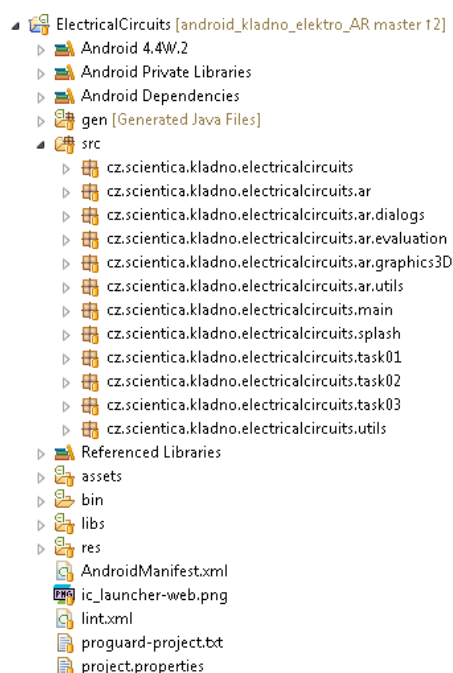 ElectricalCircuits [android_kladno_elektro_AR master ↑2]
Android 4.4W.2
Android Private Libraries
Android Dependencies
gen [Generated Java Files]
src
cz.scientica.kladno.electricalcircuits
cz.scientica.kladno.electricalcircuits.ar
cz.scientica.kladno.electricalcircuits.ar.dialogs
cz.scientica.kladno.electricalcircuits.ar.evaluation
cz.scientica.kladno.electricalcircuits.ar.graphics3D
cz.scientica.kladno.electricalcircuits.ar.utils
cz.scientica.kladno.electricalcircuits.main
cz.scientica.kladno.electricalcircuits.splash
cz.scientica.kladno.electricalcircuits.task01
cz.scientica.kladno.electricalcircuits.task02
cz.scientica.kladno.electricalcircuits.task03
cz.scientica.kladno.electricalcircuits.utils
Referenced Libraries
assets
bin
libs
res
AndroidManifest.xml
ic_launcher-web.png
lint.xml
proguard-project.txt
project.properties